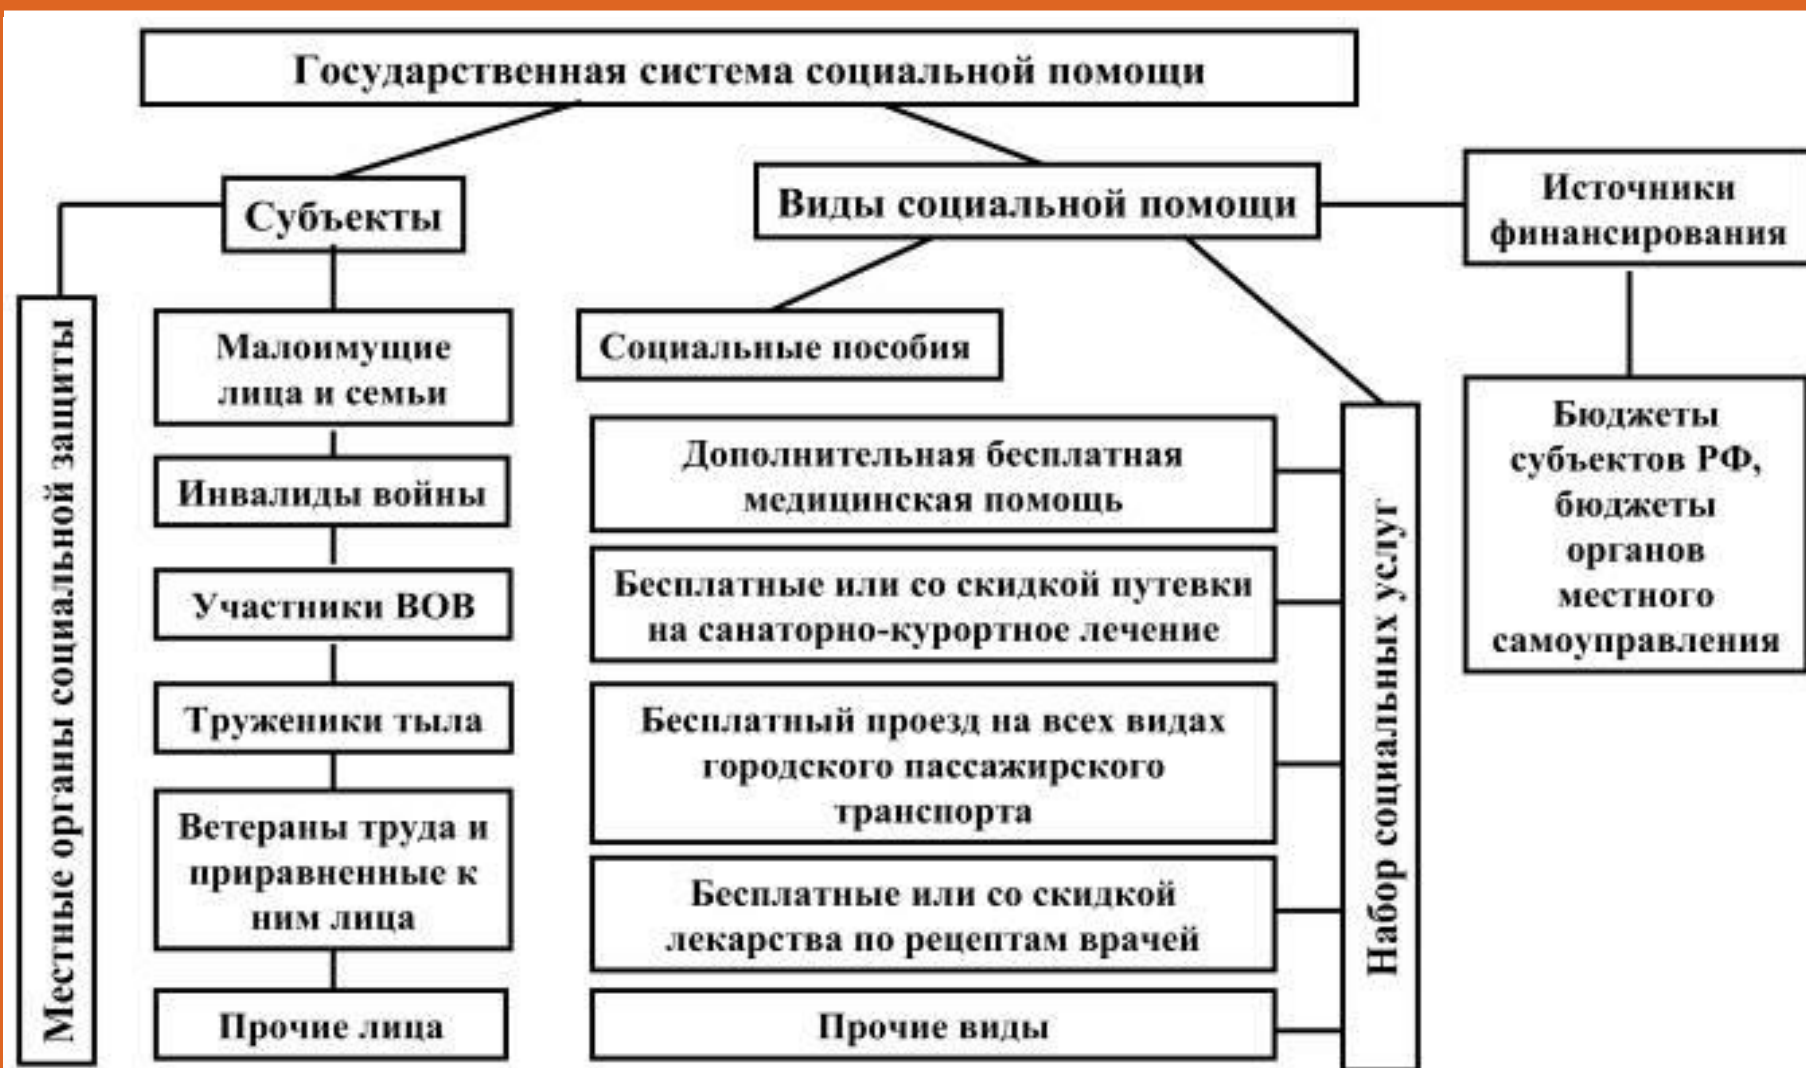 Государственная система социальной помощи
Субъекты
Местные органы социальной защиты
Малоимущие
лица и семьи
Инвалиды войны
Участники ВОВ
Труженики тыла
Ветераны труда и
приравненные к
ним лица
Прочие лица
Виды социальной помощи
Социальные пособия
Дополнительная бесплатная
медицинская помощь
Бесплатные или со скидкой путевки
на санаторно-курортное лечение
Бесплатный проезд на всех видах
городского пассажирского
транспорта
Бесплатные или со скидкой
лекарства по рецептам врачей
Прочие виды
Набор социальных услуг
Источники
финансирования
Бюджеты
субъектов РФ,
бюджеты
органов
местного
самоуправления